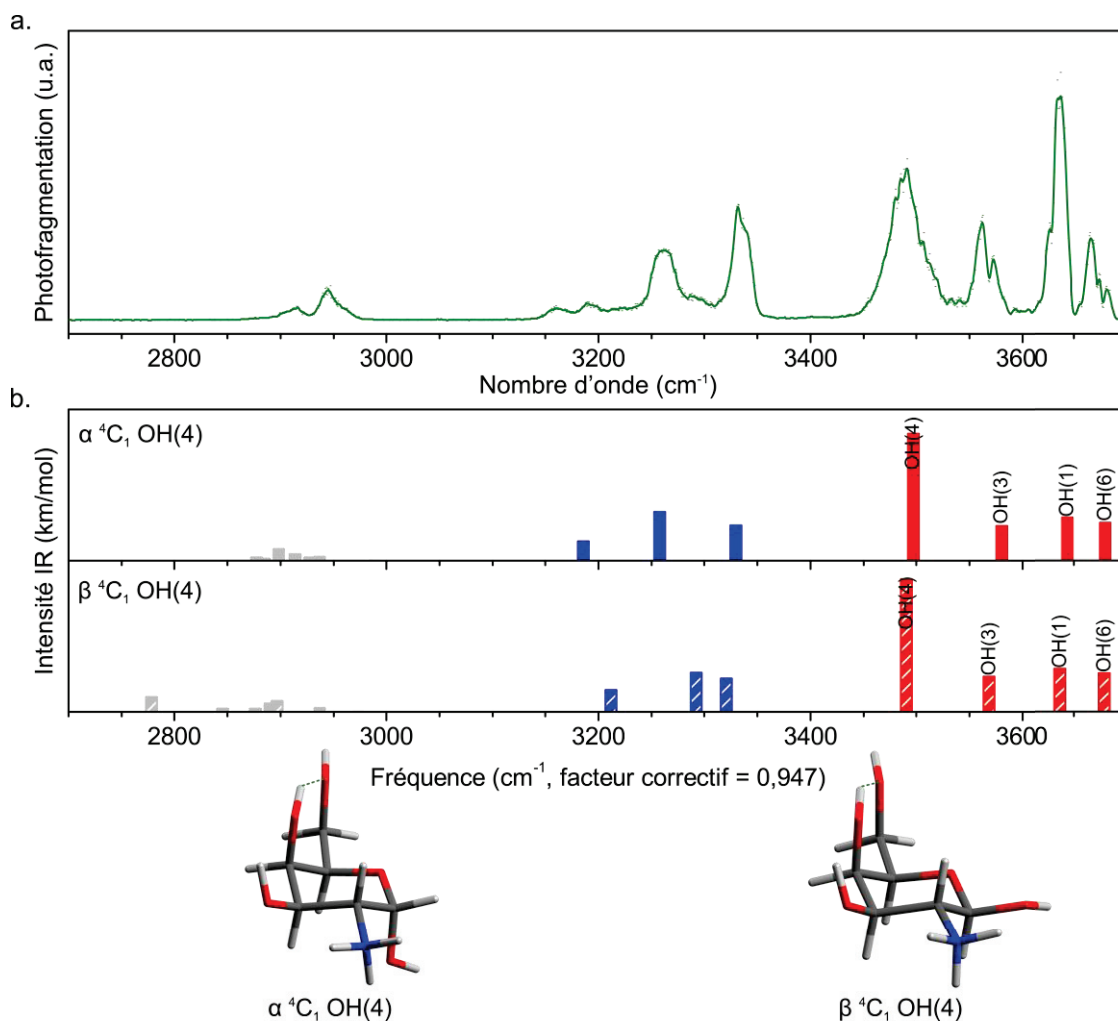 a.
Photofragmentation (u.a.)
2800 3000 3200 3400 3600
Nombre d'onde (cm⁻¹)
b.
Intensité IR (km/mol)
α ⁴C₁ OH(4)
OH(4) OH(3) OH(1) OH(6)
β ⁴C₁ OH(4)
OH(4) OH(3) OH(1) OH(6)
2800 3000 3200 3400 3600
Fréquence (cm⁻¹, facteur correctif = 0,947)
α ⁴C₁ OH(4) β ⁴C₁ OH(4)